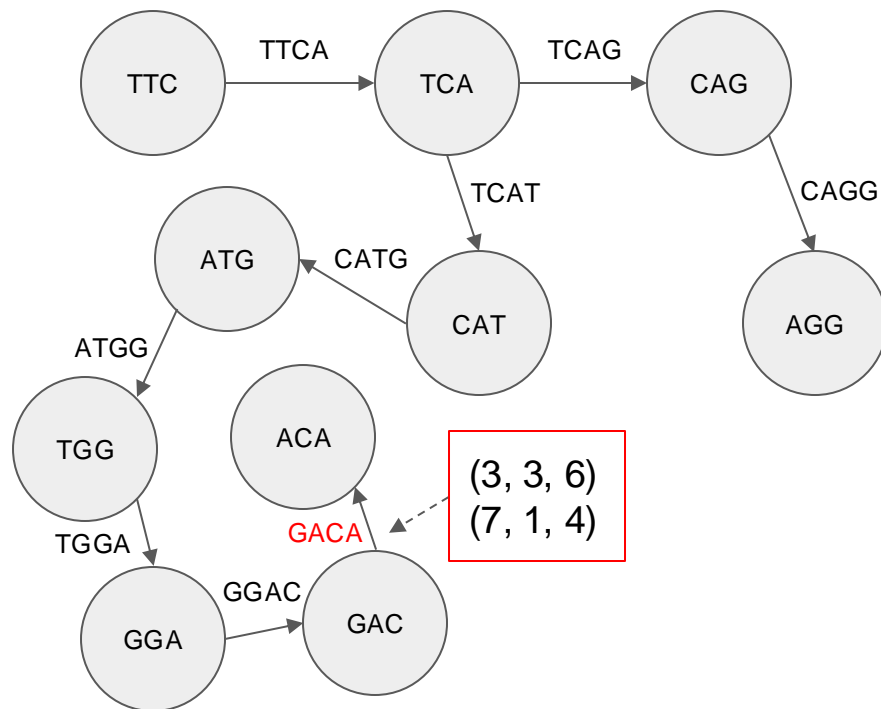 TTCA
TCAG
TTC
TCA
CAG
TCAT
CAGG
ATG
CATG
CAT
AGG
ATGG
ACA
TGG
(3, 3, 6)
(7, 1, 4)
GACA
TGGA
GGAC
GGA
GAC